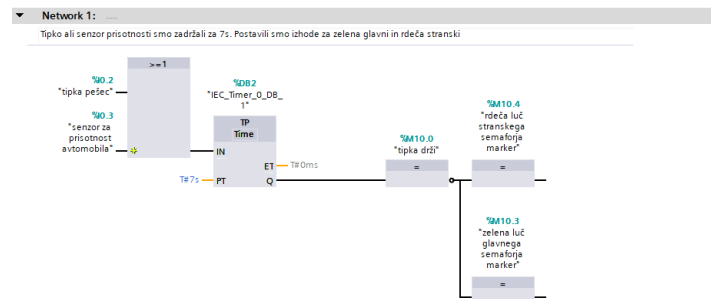 Network 1: ....
Tipko ali senzor prisotnosti smo zadržali za 7s. Postavili smo izhode za zelena glavni in rdeča stranski
>=1
%I0.2
"tipka pešec"
%I0.3
"senzor za
prisotnost
avtomobila"
%DB2
"IEC_Timer_0_DB_
1"
TP
Time
IN
ET
T#0ms
T#7s
PT
Q
%M10.0
"tipka drži"
=
%M10.4
"rdeča luč
stranskega
semaforja
marker"
=
%M10.3
"zelena luč
glavnega
semaforja
marker"
=